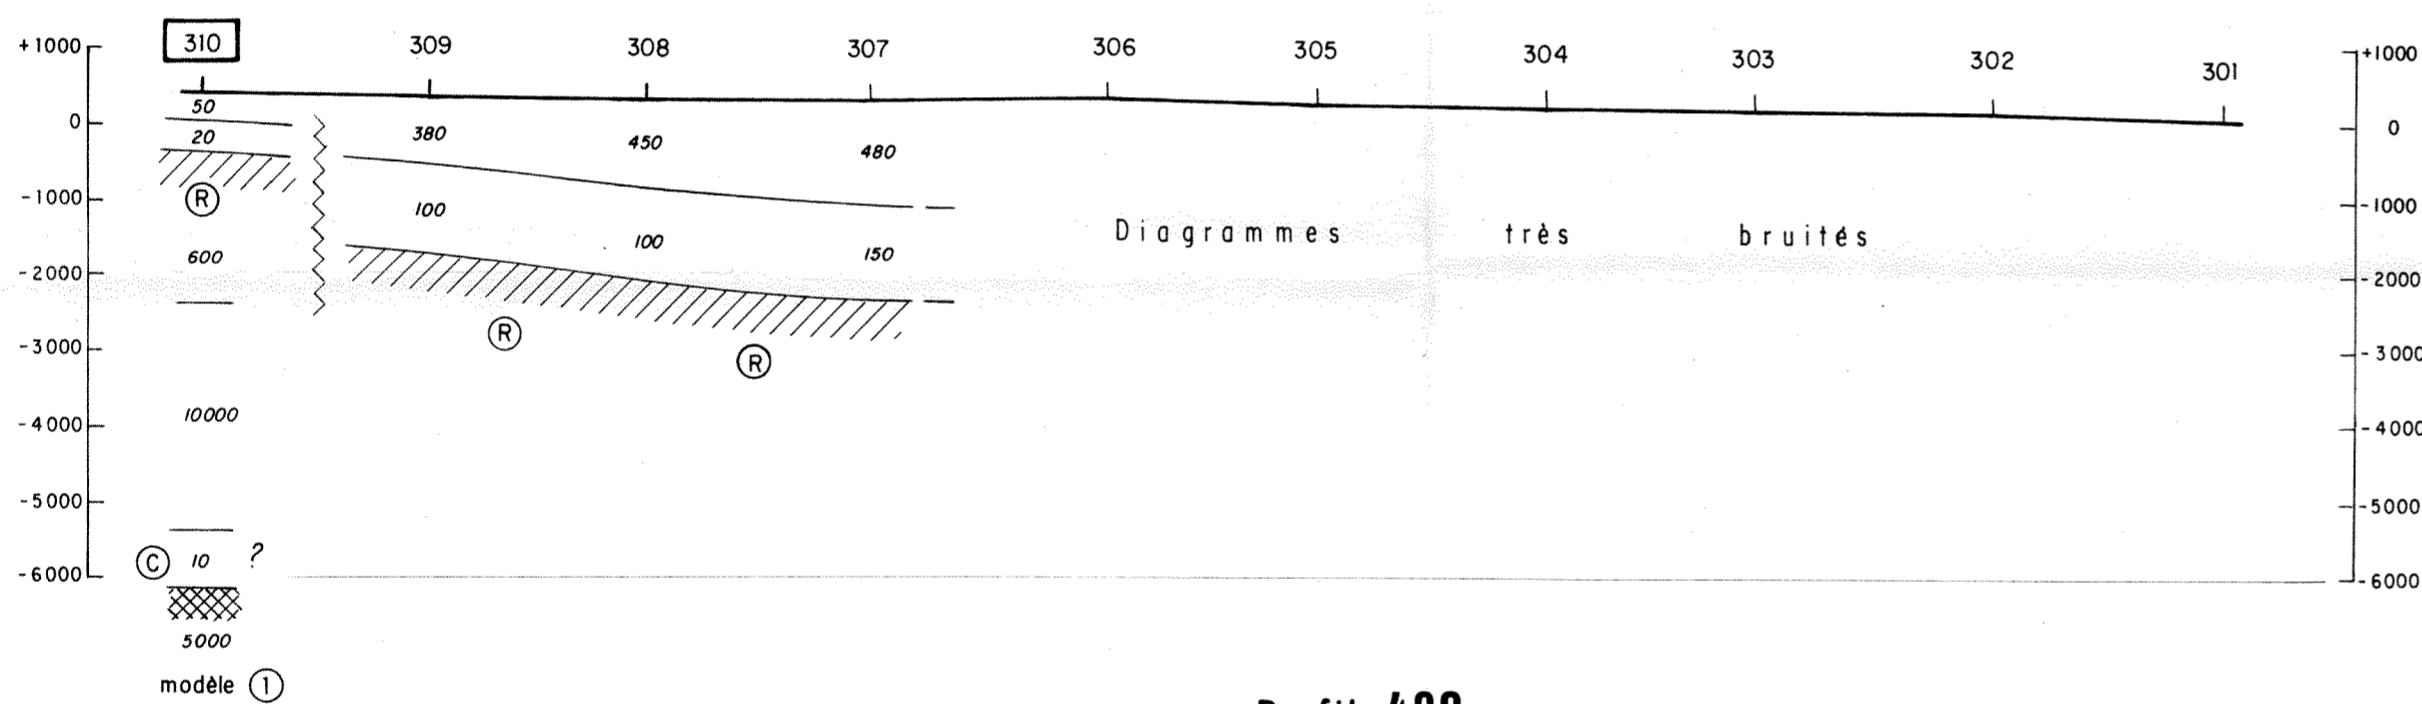 310 309 308 307 306 305 304 303 302 301
+1000 +1000
50
0 0
20 380 450 480
-1000 -1000
R 100 100 150
Diagrammes très bruités
600
-2000 -2000
R R
-3000 -3000
10000
-4000 -4000
-5000 -5000
C 10 ?
-6000 -6000
5000
modèle 1